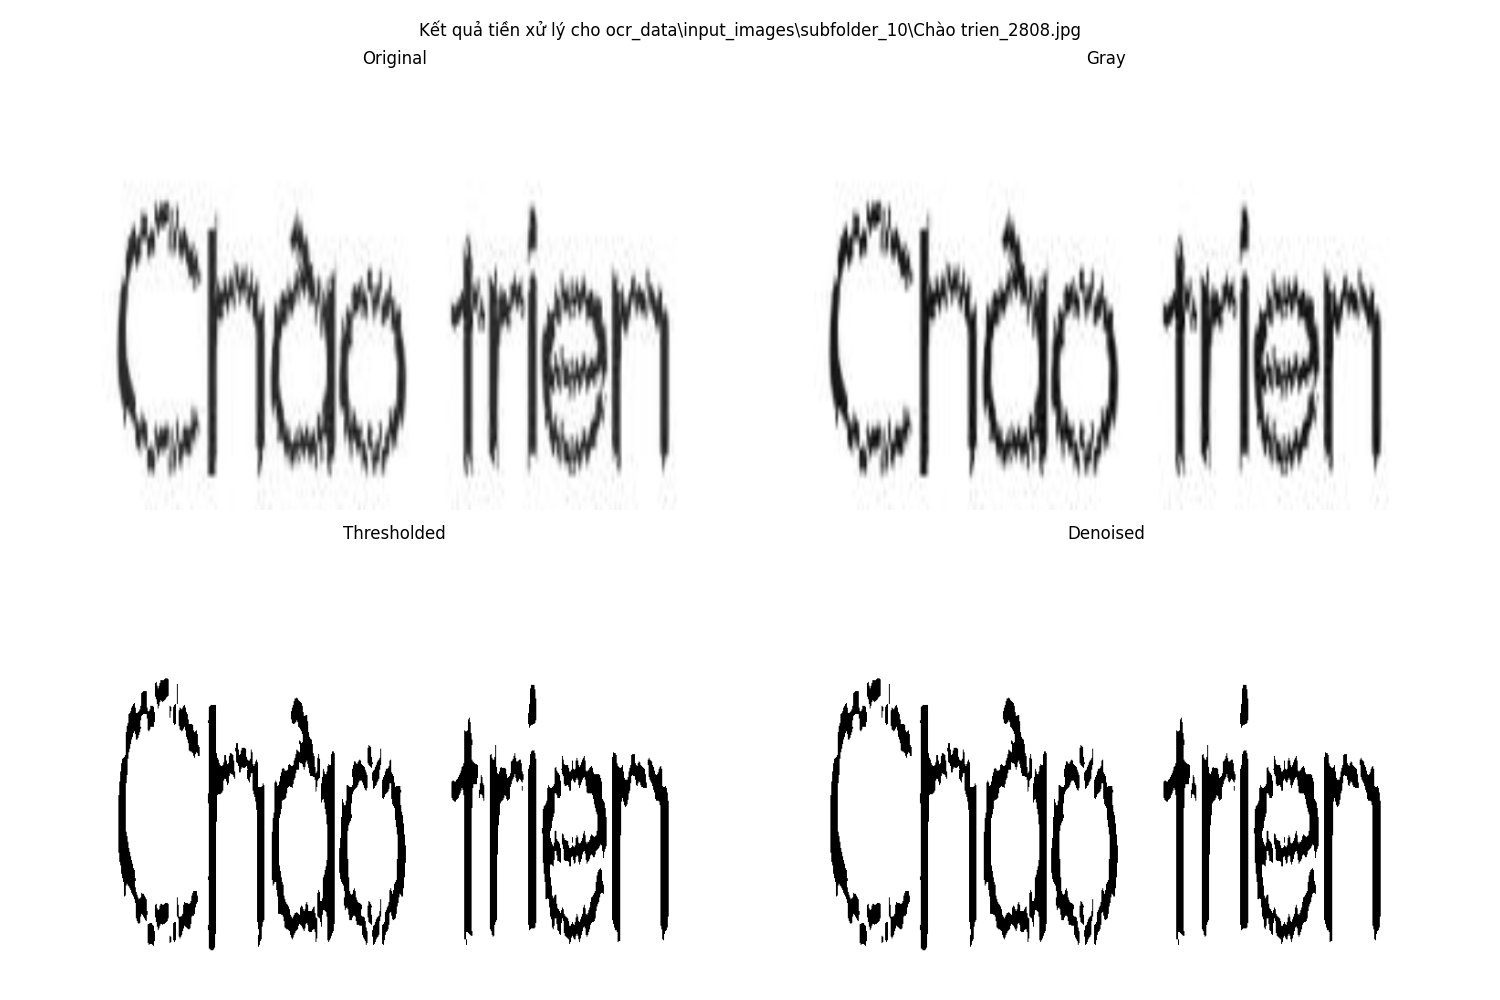 Kết quả tiền xử lý cho ocr_data\input_images\subfolder_10\Chào trien_2808.jpg
Original
Gray
Chào trien
Chào trien
Thresholded
Denoised
Chào trien
Chào trien